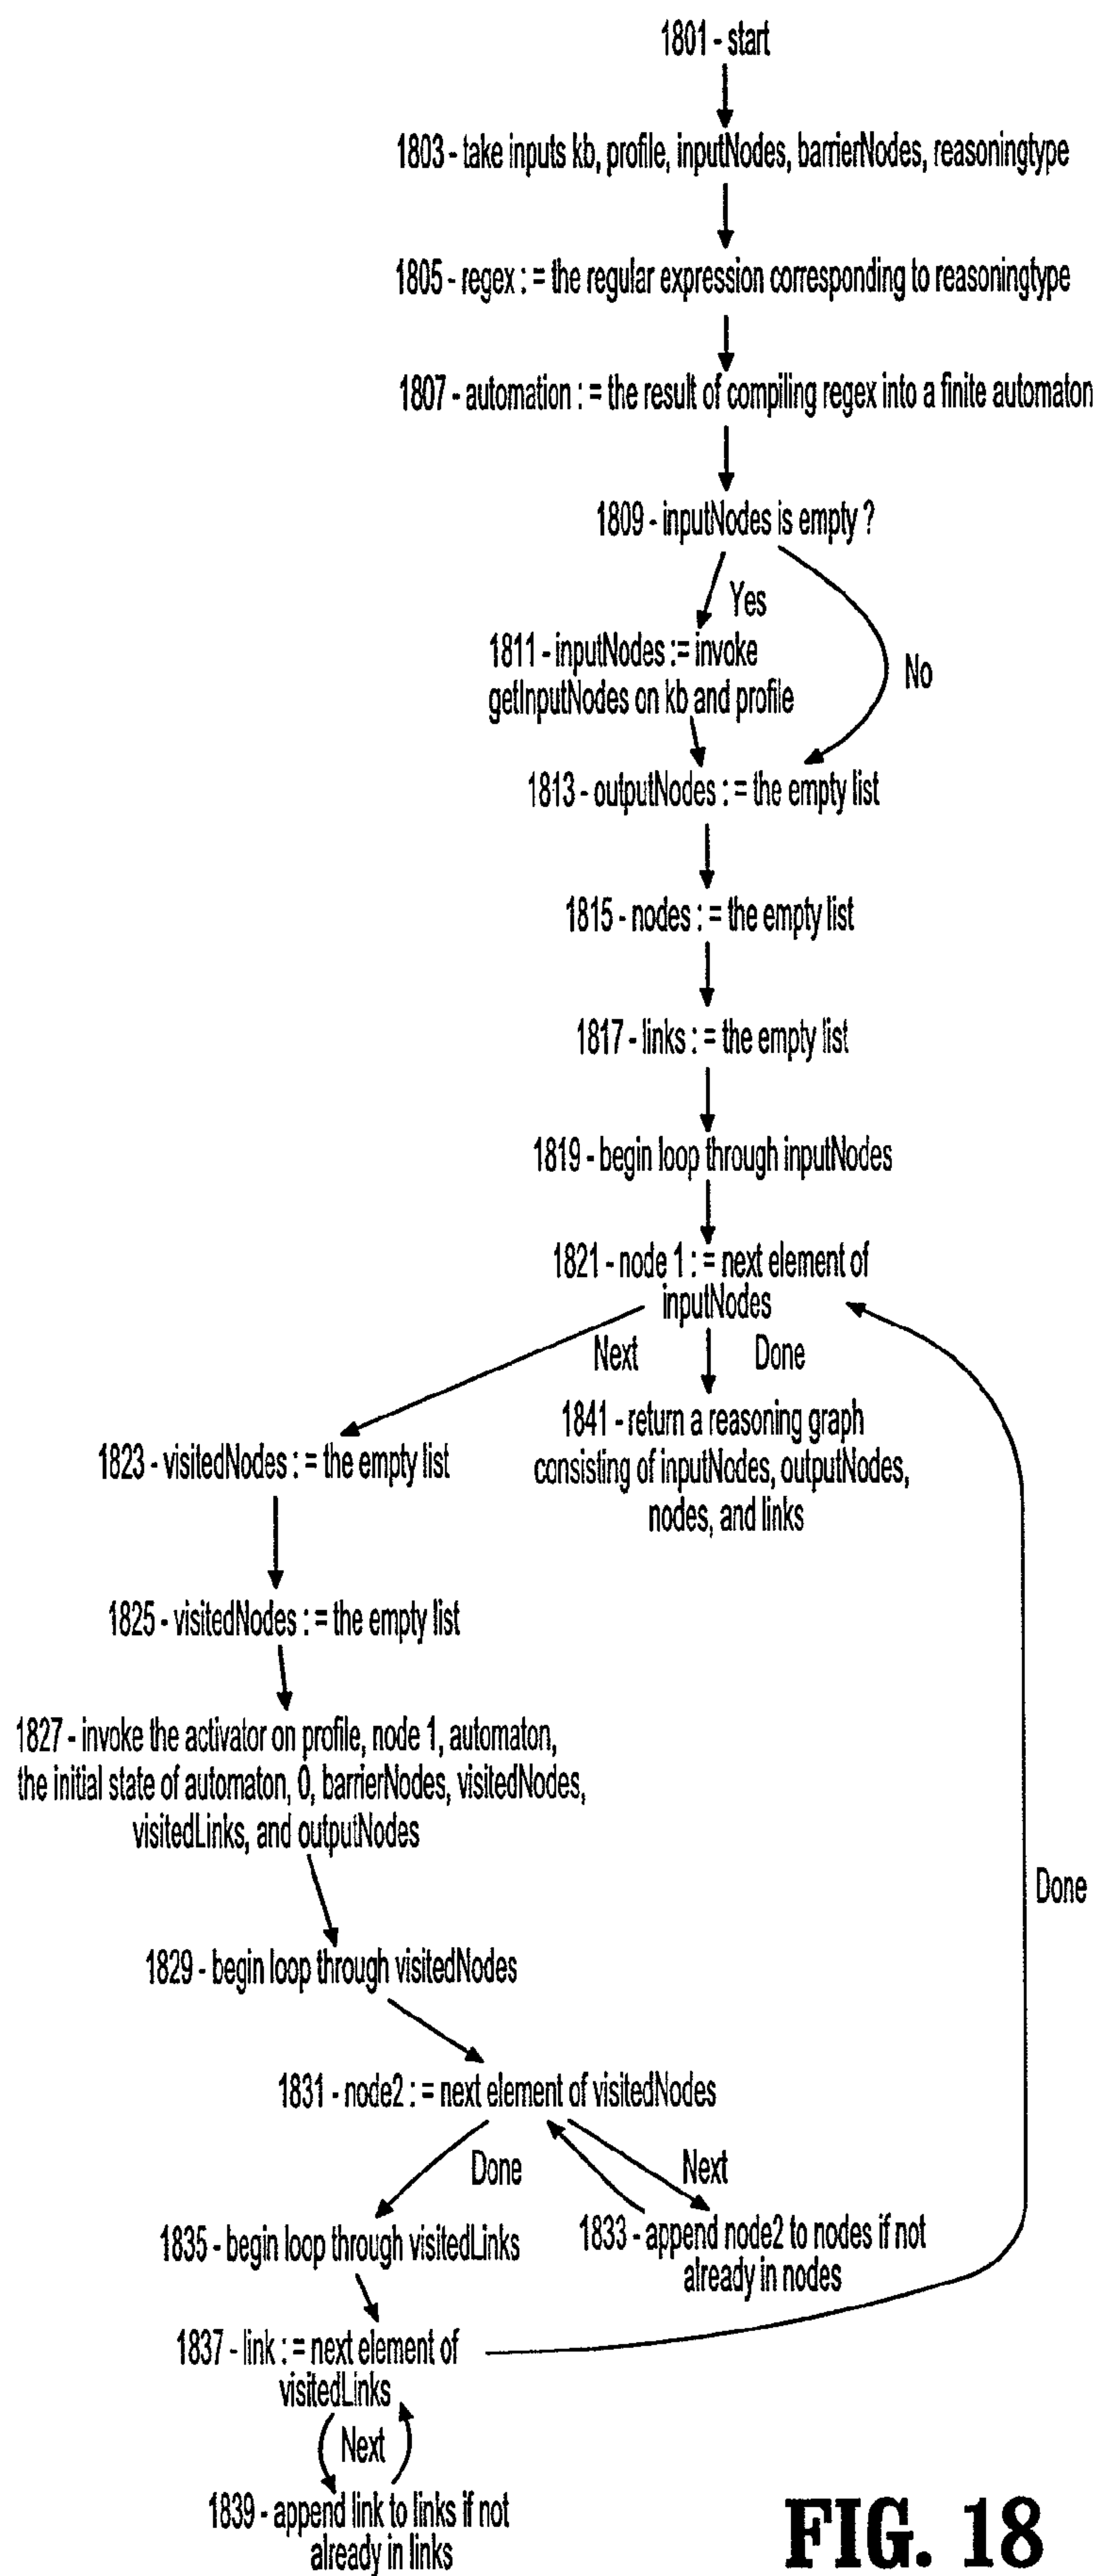 1801 - start
1803 - take inputs kb, profile, inputNodes, barrierNodes, reasoningtype
1805 - regex : = the regular expression corresponding to reasoningtype
1807 - automation : = the result of compiling regex into a finite automaton
1809 - inputNodes is empty ?
Yes
No
1811 - inputNodes := invoke
getInputNodes on kb and profile
1813 - outputNodes : = the empty list
1815 - nodes : = the empty list
1817 - links : = the empty list
1819 - begin loop through inputNodes
1821 - node 1 : = next element of
inputNodes
Next
Done
1841 - return a reasoning graph
consisting of inputNodes, outputNodes,
nodes, and links
1823 - visitedNodes : = the empty list
1825 - visitedNodes : = the empty list
1827 - invoke the activator on profile, node 1, automaton,
the initial state of automaton, 0, barrierNodes, visitedNodes,
visitedLinks, and outputNodes
Done
1829 - begin loop through visitedNodes
1831 - node2 : = next element of visitedNodes
Done
Next
1835 - begin loop through visitedLinks
1833 - append node2 to nodes if not
already in nodes
1837 - link : = next element of
visitedLinks
Next
1839 - append link to links if not
already in links
FIG. 18